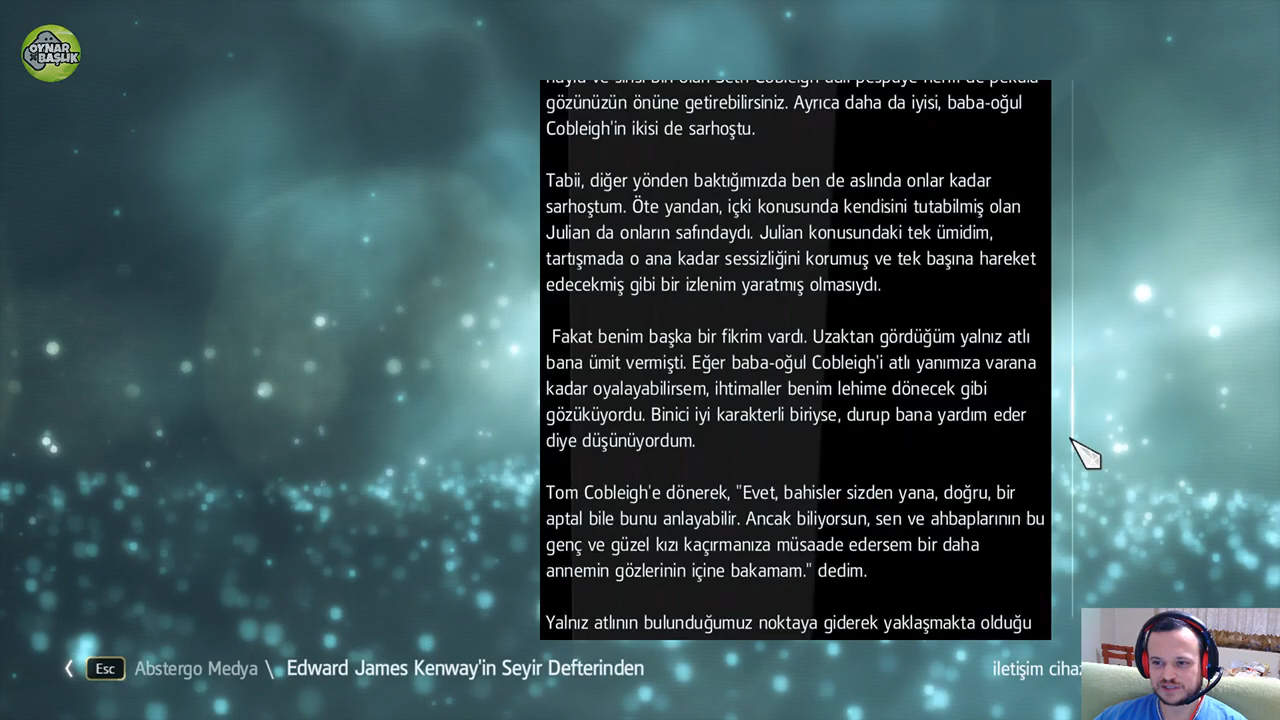 OYNAR
BAŞLIK
gözünüzün önüne getirebilirsiniz. Ayrıca daha da iyisi, baba-oğul
Cobleigh'in ikisi de sarhoştu.
Tabii, diğer yönden baktığımızda ben de aslında onlar kadar
sarhoştum. Öte yandan, içki konusunda kendisini tutabilmiş olan
Julian da onların safındaydı. Julian konusundaki tek ümidim,
tartışmada o ana kadar sessizliğini korumuş ve tek başına hareket
edecekmiş gibi bir izlenim yaratmış olmasıydı.
Fakat benim başka bir fikrim vardı. Uzaktan gördüğüm yalnız atlı
bana ümit vermişti. Eğer baba-oğul Cobleigh'i atlı yanımıza varana
kadar oyalayabilirsem, ihtimaller benim lehime dönecek gibi
gözüküyordu. Binici iyi karakterli biriyse, durup bana yardım eder
diye düşünüyordum.
Tom Cobleigh'e dönerek, "Evet, bahisler sizden yana, doğru, bir
aptal bile bunu anlayabilir. Ancak biliyorsun, sen ve ahbaplarının bu
genç ve güzel kızı kaçırmanıza müsaade edersem bir daha
annemin gözlerinin içine bakamam." dedim.
Yalnız atlının bulunduğumuz noktaya giderek yaklaşmakta olduğu
Esc Abstergo Medya \ Edward James Kenway'in Seyir Defterinden
iletişim cihaz